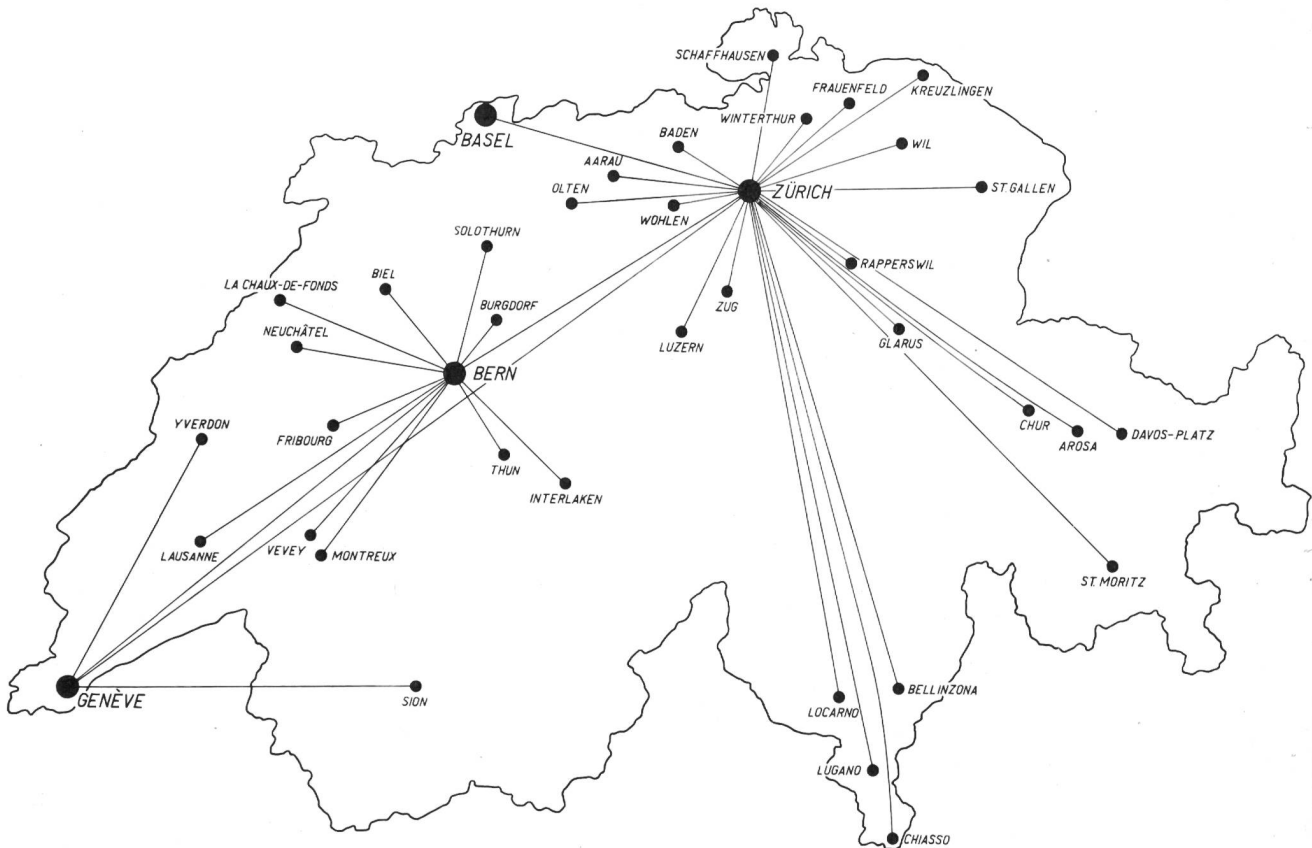 SCHAFFHAUSEN
KREUZLINGEN
FRAUENFELD
WINTERTHUR
BASEL
BADEN
WIL
AARAU
OLTEN
ZÜRICH
ST.GALLEN
WOHLEN
SOLOTHURN
RAPPERSWIL
BIEL
LA CHAUX-DE-FONDS
BURGDORF
ZUG
NEUCHÂTEL
LUZERN
GLARUS
BERN
YVERDON
FRIBOURG
CHUR
AROSA
DAVOS-PLATZ
THUN
INTERLAKEN
LAUSANNE
VEVEY
MONTREUX
ST. MORITZ
GENÈVE
SION
LOCARNO
BELLINZONA
LUGANO
CHIASSO